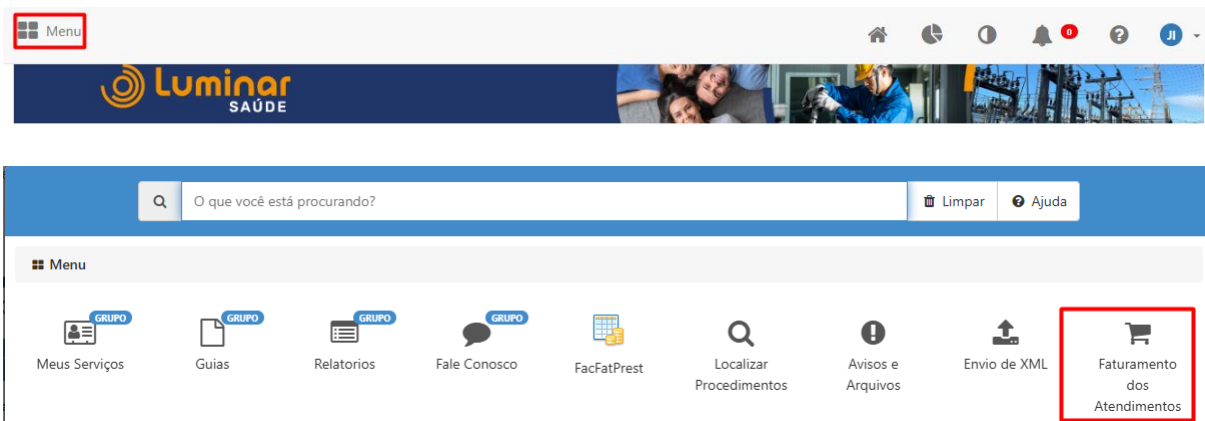 Menu
0
JI
Luminar
SAÚDE
O que você está procurando?
Limpar
Ajuda
Menu
GRUPO
GRUPO
GRUPO
GRUPO
Meus Serviços
Guias
Relatorios
Fale Conosco
FacFatPrest
Localizar
Procedimentos
Avisos e
Arquivos
Envio de XML
Faturamento
dos
Atendimentos